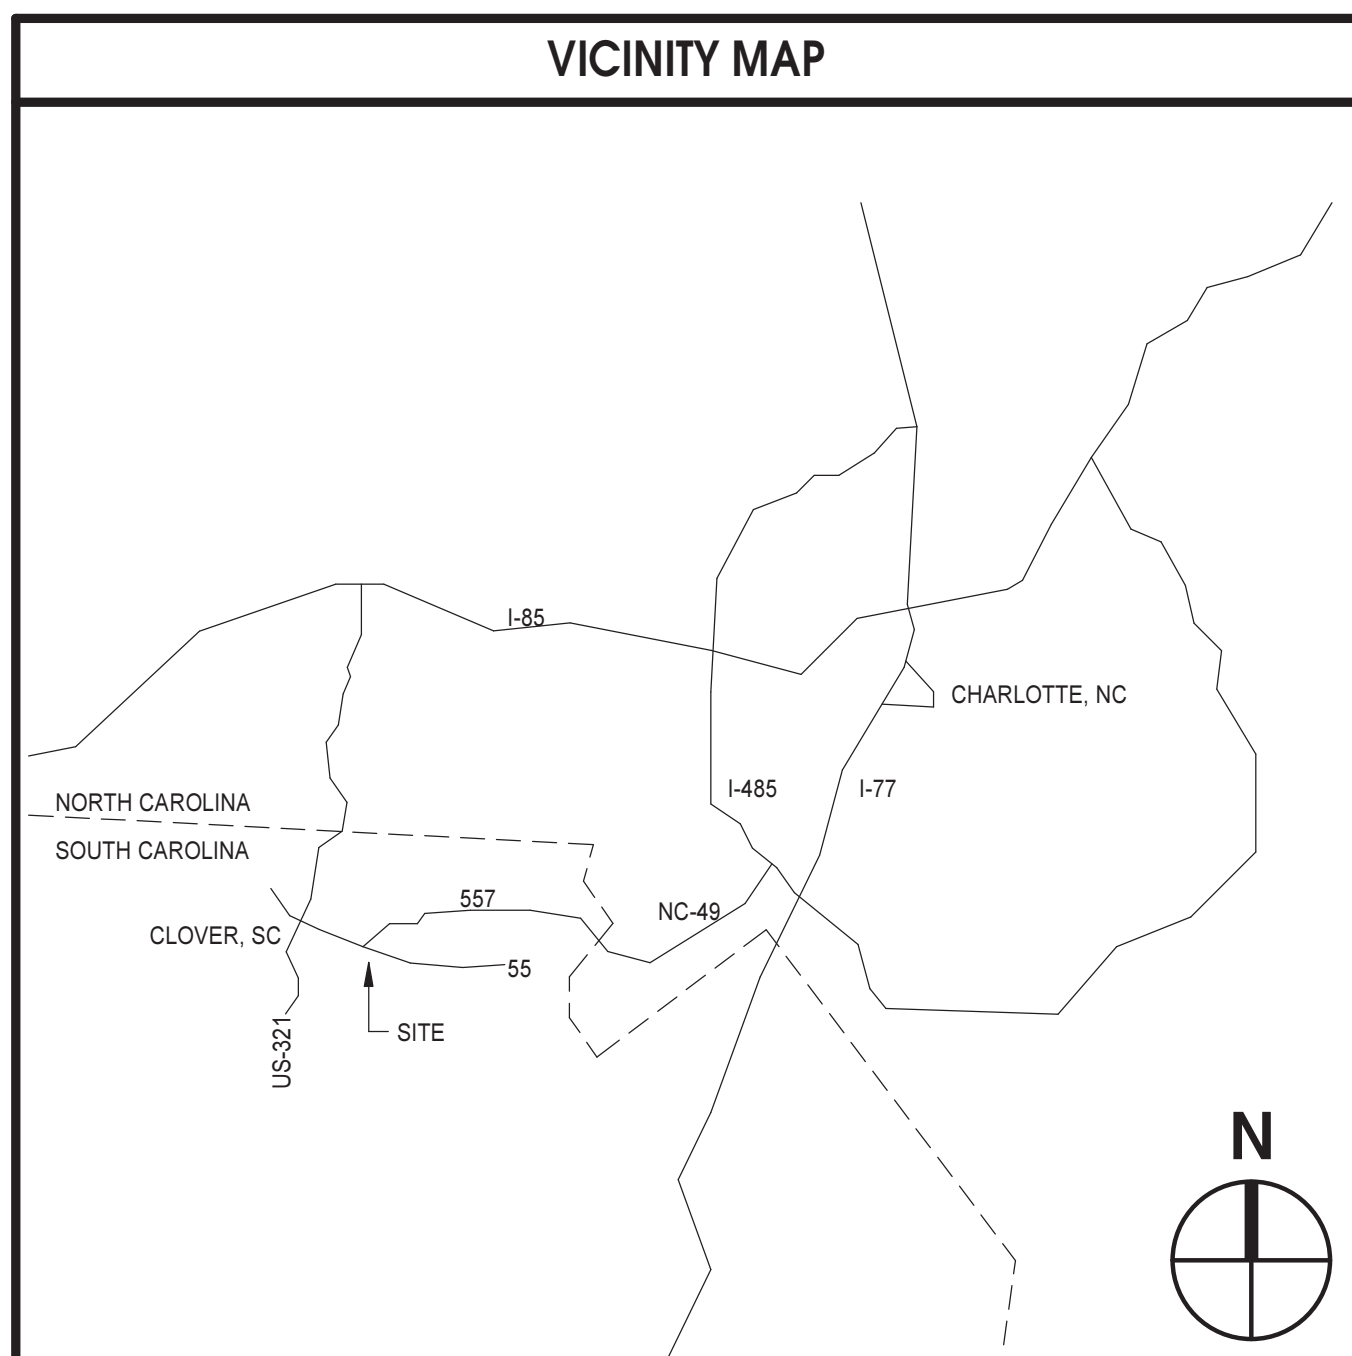 VICINITY MAP
I-85
CHARLOTTE, NC
I-485
I-77
NORTH CAROLINA
SOUTH CAROLINA
557
NC-49
CLOVER, SC
55
SITE
US-321
N